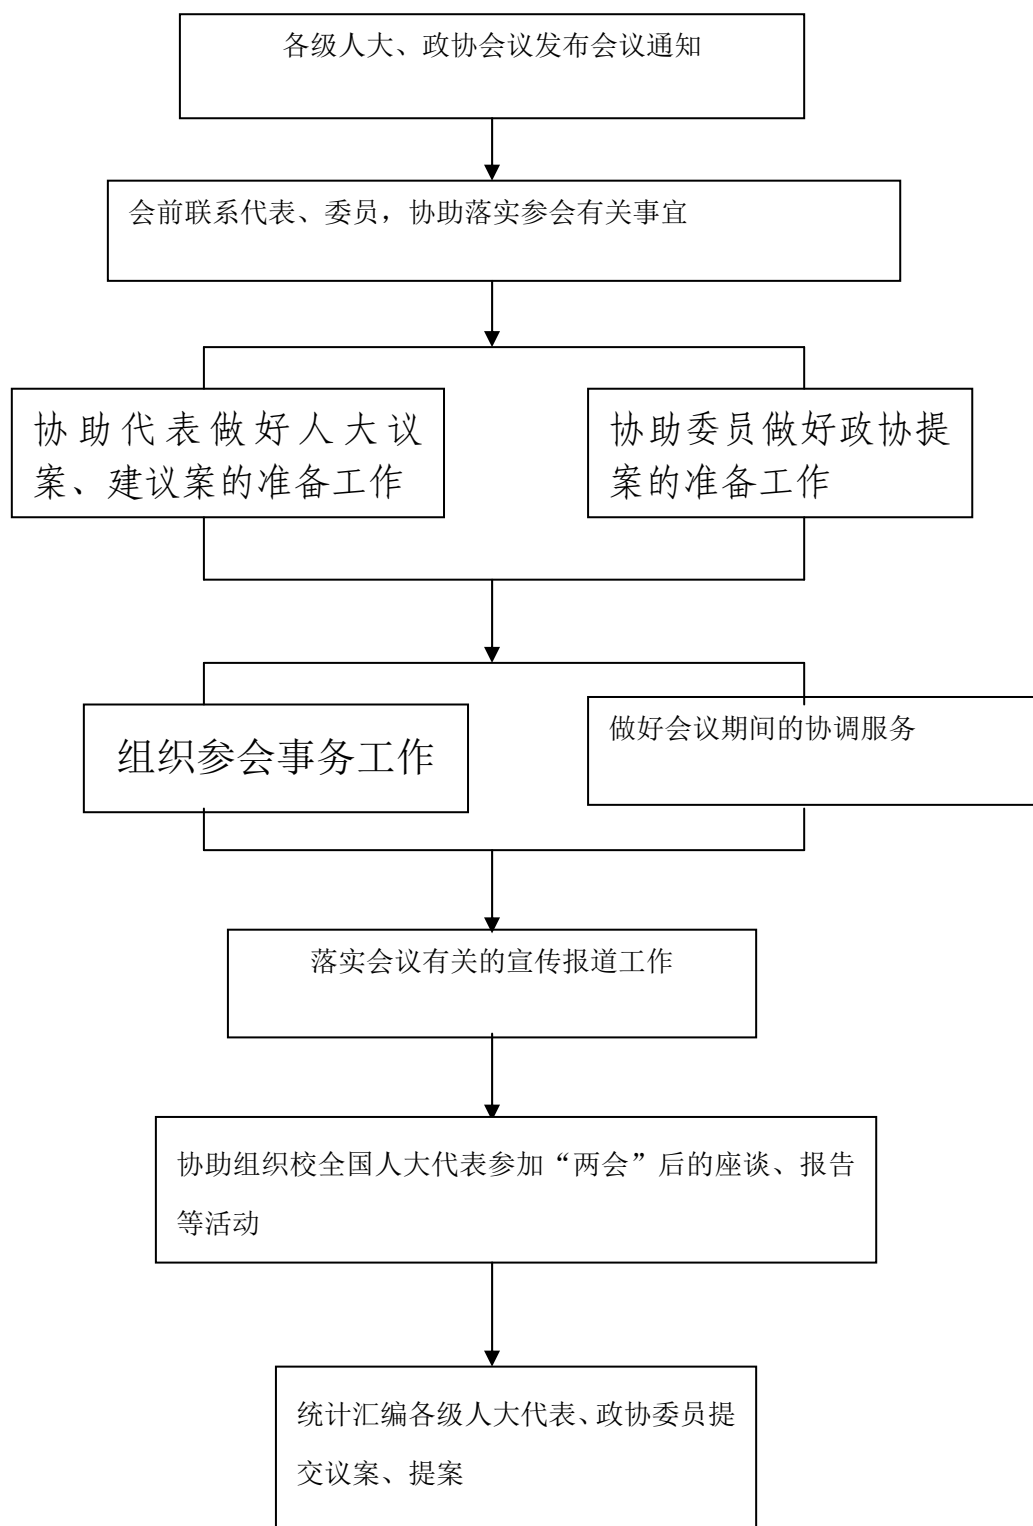 各级人大、政协会议发布会议通知
会前联系代表、委员，协助落实参会有关事宜
协助代表做好人大议
案、建议案的准备工作
协助委员做好政协提
案的准备工作
组织参会事务工作
做好会议期间的协调服务
落实会议有关的宣传报道工作
协助组织校全国人大代表参加“两会”后的座谈、报告
等活动
统计汇编各级人大代表、政协委员提
交议案、提案